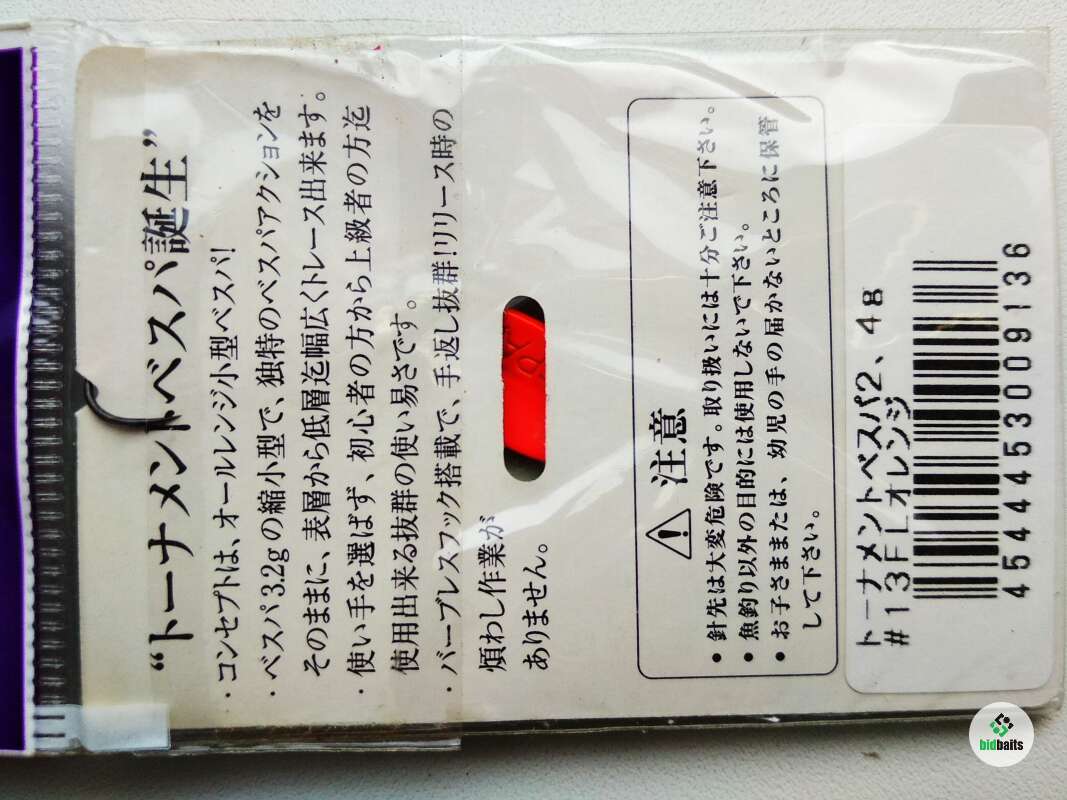 “トーナメントベスパ誕生”
・コンセプトは、オールレンジ小型ベスパ!
・ベスパ3.2gの縮小型で、独特のベスパアクションを
そのままに、表層から低層迄幅広くトレース出来ます。
・使い手を選ばず、初心者の方から上級者の方迄
使用出来る抜群の使い易さです。
・バーブレスフック搭載で、手返し抜群!リリース時の
煩わし作業が
ありません。
注意
●針先は大変危険です。取り扱いには十分ご注意下さい。
●魚釣り以外の目的には使用しないで下さい。
●お子さままたは、幼児の手の届かないところに保管
して下さい。
トーナメントベスパ2、4g
#13FLオレンジ
4544453009136
bidbaits